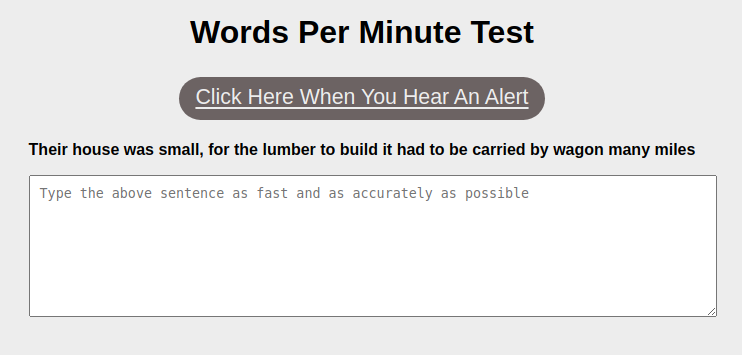 Words Per Minute Test
Click Here When You Hear An Alert
Their house was small, for the lumber to build it had to be carried by wagon many miles
Type the above sentence as fast and as accurately as possible